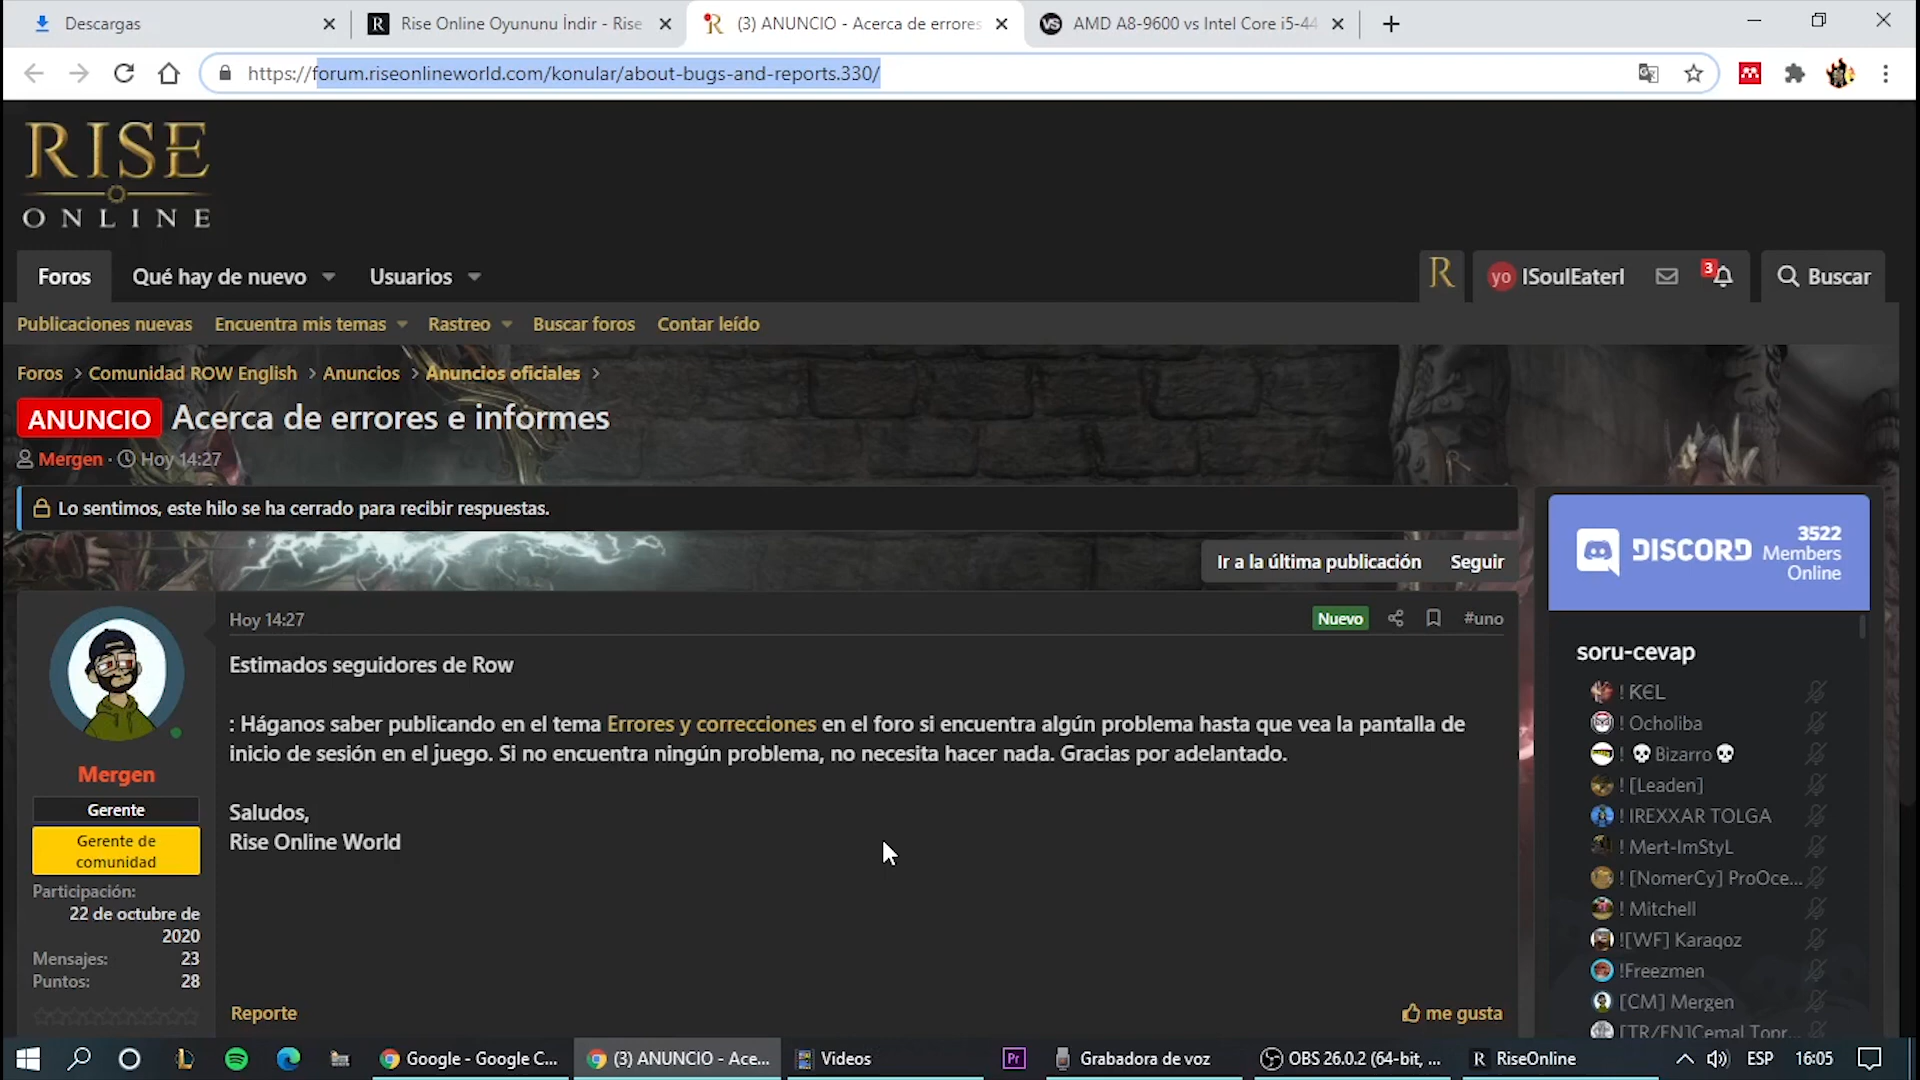 Descargas
Rise Online Oyununu İndir - Rise
(3) ANUNCIO - Acerca de errores
AMD A8-9600 vs Intel Core i5-44
https://forum.riseonlineworld.com/konular/about-bugs-and-reports.330/
RISE
ONLINE
Foros
Qué hay de nuevo
Usuarios
R
yo
ISoulEaterI
3
Buscar
Publicaciones nuevas
Encuentra mis temas
Rastreo
Buscar foros
Contar leído
Foros > Comunidad ROW English > Anuncios > Anuncios oficiales >
ANUNCIO Acerca de errores e informes
Mergen · Hoy 14:27
Lo sentimos, este hilo se ha cerrado para recibir respuestas.
Ir a la última publicación
Seguir
DISCORD
3522
Members
Online
Hoy 14:27
Nuevo
#uno
Estimados seguidores de Row
: Háganos saber publicando en el tema Errores y correcciones en el foro si encuentra algún problema hasta que vea la pantalla de
inicio de sesión en el juego. Si no encuentra ningún problema, no necesita hacer nada. Gracias por adelantado.
Saludos,
Rise Online World
Mergen
Gerente
Gerente de
comunidad
Participación:
22 de octubre de
2020
Mensajes: 23
Puntos: 28
Reporte
me gusta
soru-cevap
! KEL
! Ocholiba
! 💀Bizarro💀
! [Leaden]
! IREXXAR TOLGA
! Mert-ImStyL
! [NomerCy] ProOce...
! Mitchell
![WF] Karaqoz
!Freezmen
[CM] Mergen
[TR/EN]Cemal Topr...
Google - Google C...
(3) ANUNCIO - Ace...
Videos
Pr
Grabadora de voz
OBS 26.0.2 (64-bit, ...
R RiseOnline
ESP
16:05